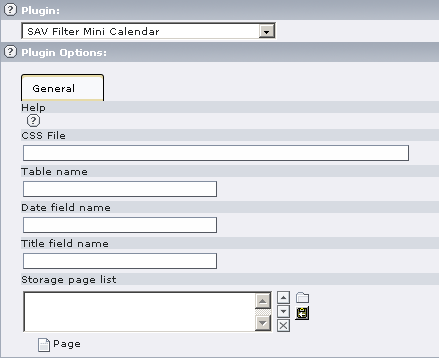 Plugin:
SAV Filter Mini Calendar
Plugin Options:
General
Help
CSS File
Table name
Date field name
Title field name
Storage page list
Page